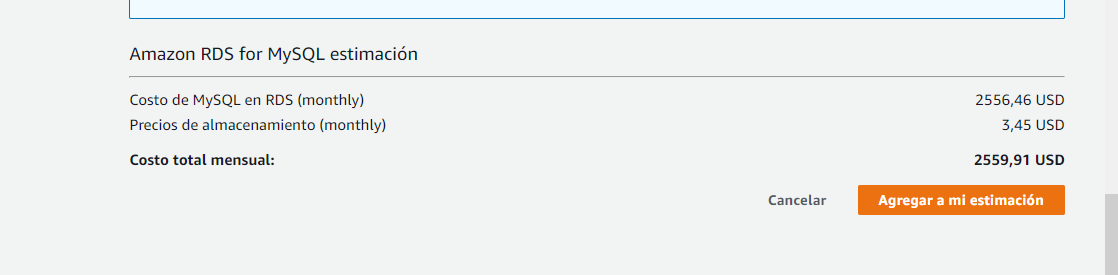 Amazon RDS for MySQL estimación
Costo de MySQL en RDS (monthly) 2556,46 USD
Precios de almacenamiento (monthly) 3,45 USD
Costo total mensual: 2559,91 USD
Cancelar Agregar a mi estimación